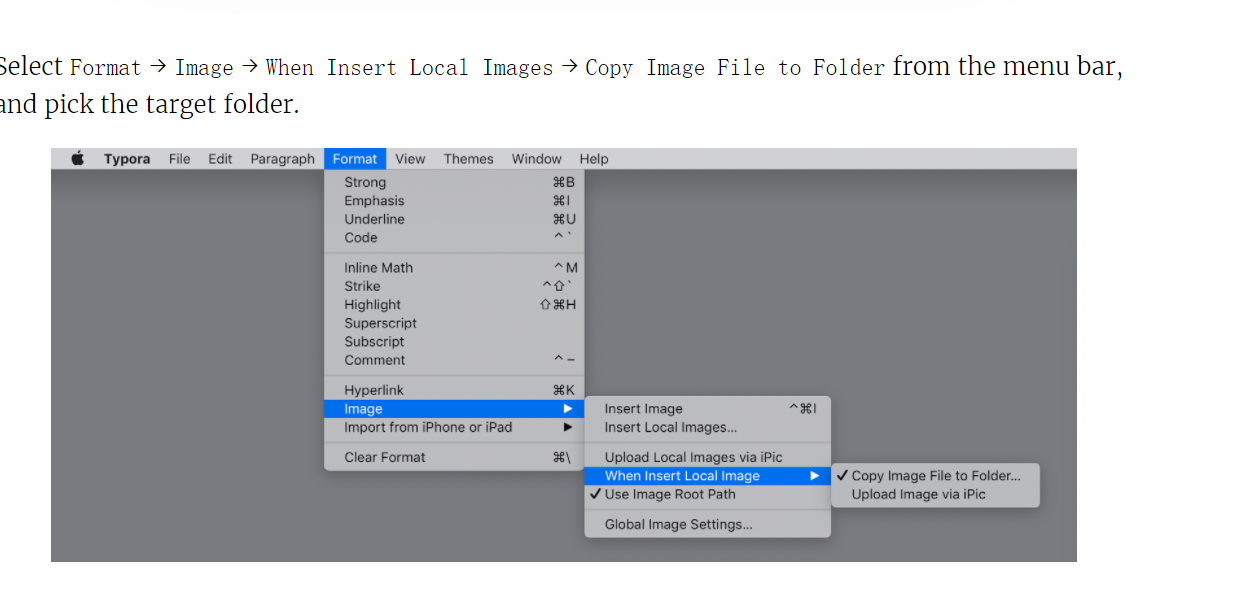 Select Format → Image → When Insert Local Images → Copy Image File to Folder from the menu bar,
and pick the target folder.
Typora File Edit Paragraph Format View Themes Window Help
Strong ⌘B
Emphasis ⌘I
Underline ⌘U
Code ^`
Inline Math ^M
Strike ^⇧`
Highlight ⇧⌘H
Superscript
Subscript
Comment ^–
Hyperlink ⌘K
Image ▶
Import from iPhone or iPad ▶
Clear Format ⌘\
Insert Image ^⌘I
Insert Local Images...
Upload Local Images via iPic
When Insert Local Image ▶
✓ Use Image Root Path
Global Image Settings...
✓ Copy Image File to Folder...
Upload Image via iPic